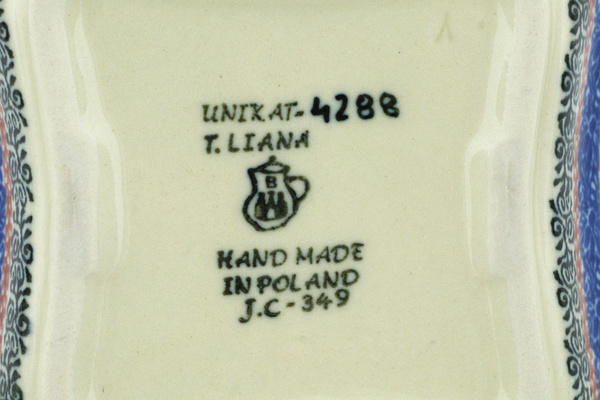 UNIKAT-4288
T. LIANA
B
HAND MADE
IN POLAND
J.C-349